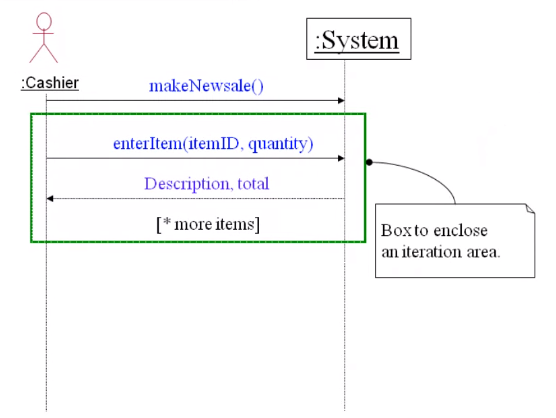 :System
:Cashier
makeNewsale()
enterItem(itemID, quantity)
Description, total
[* more items]
Box to enclose
an iteration area.